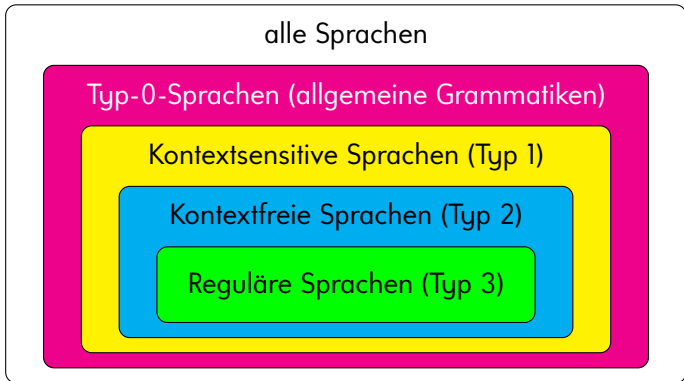 alle Sprachen
Typ-0-Sprachen (allgemeine Grammatiken)
Kontextsensitive Sprachen (Typ 1)
Kontextfreie Sprachen (Typ 2)
Reguläre Sprachen (Typ 3)